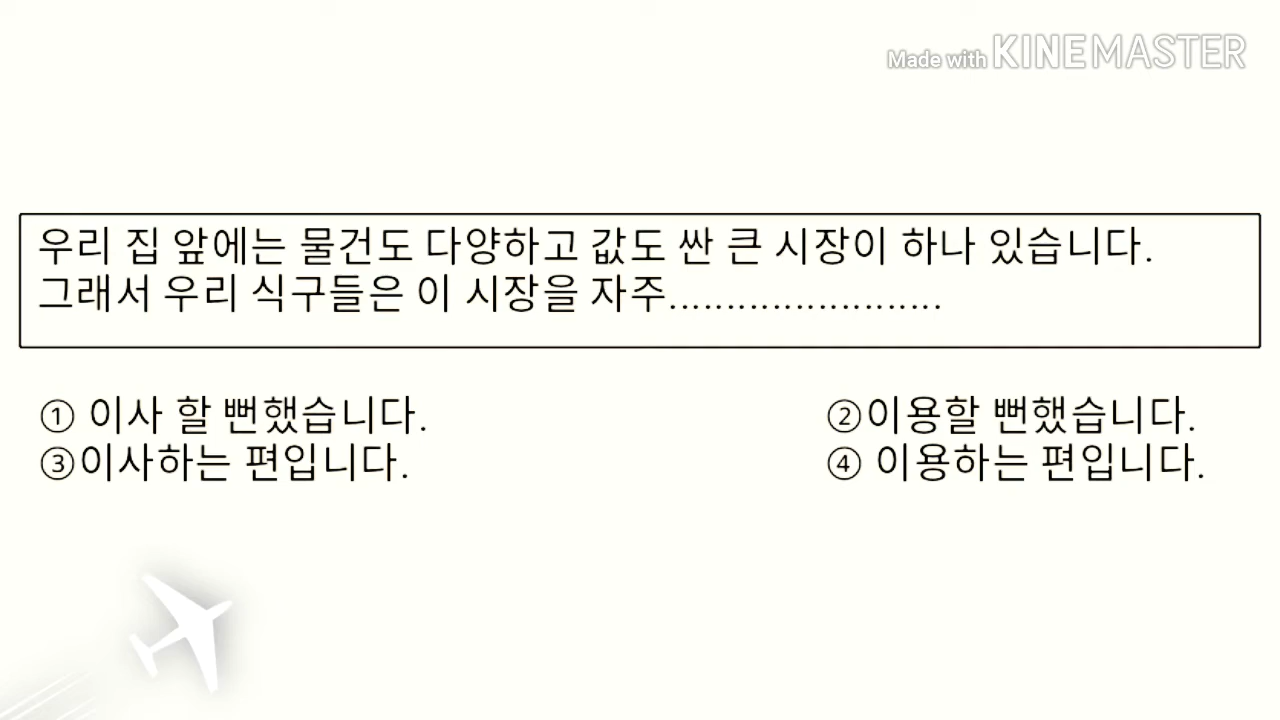 Made with KINEMASTER
우리 집 앞에는 물건도 다양하고 값도 싼 큰 시장이 하나 있습니다.
그래서 우리 식구들은 이 시장을 자주........................
① 이사 할 뻔했습니다.
②이용할 뻔했습니다.
③이사하는 편입니다.
④ 이용하는 편입니다.